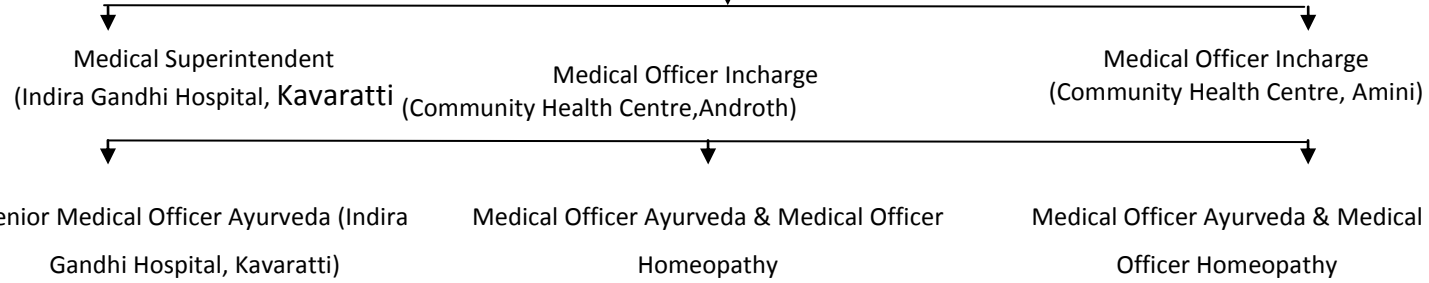 Medical Superintendent
(Indira Gandhi Hospital, Kavaratti
Medical Officer Incharge
(Community Health Centre,Androth)
Medical Officer Incharge
(Community Health Centre, Amini)
enior Medical Officer Ayurveda (Indira
Gandhi Hospital, Kavaratti)
Medical Officer Ayurveda & Medical Officer
Homeopathy
Medical Officer Ayurveda & Medical
Officer Homeopathy